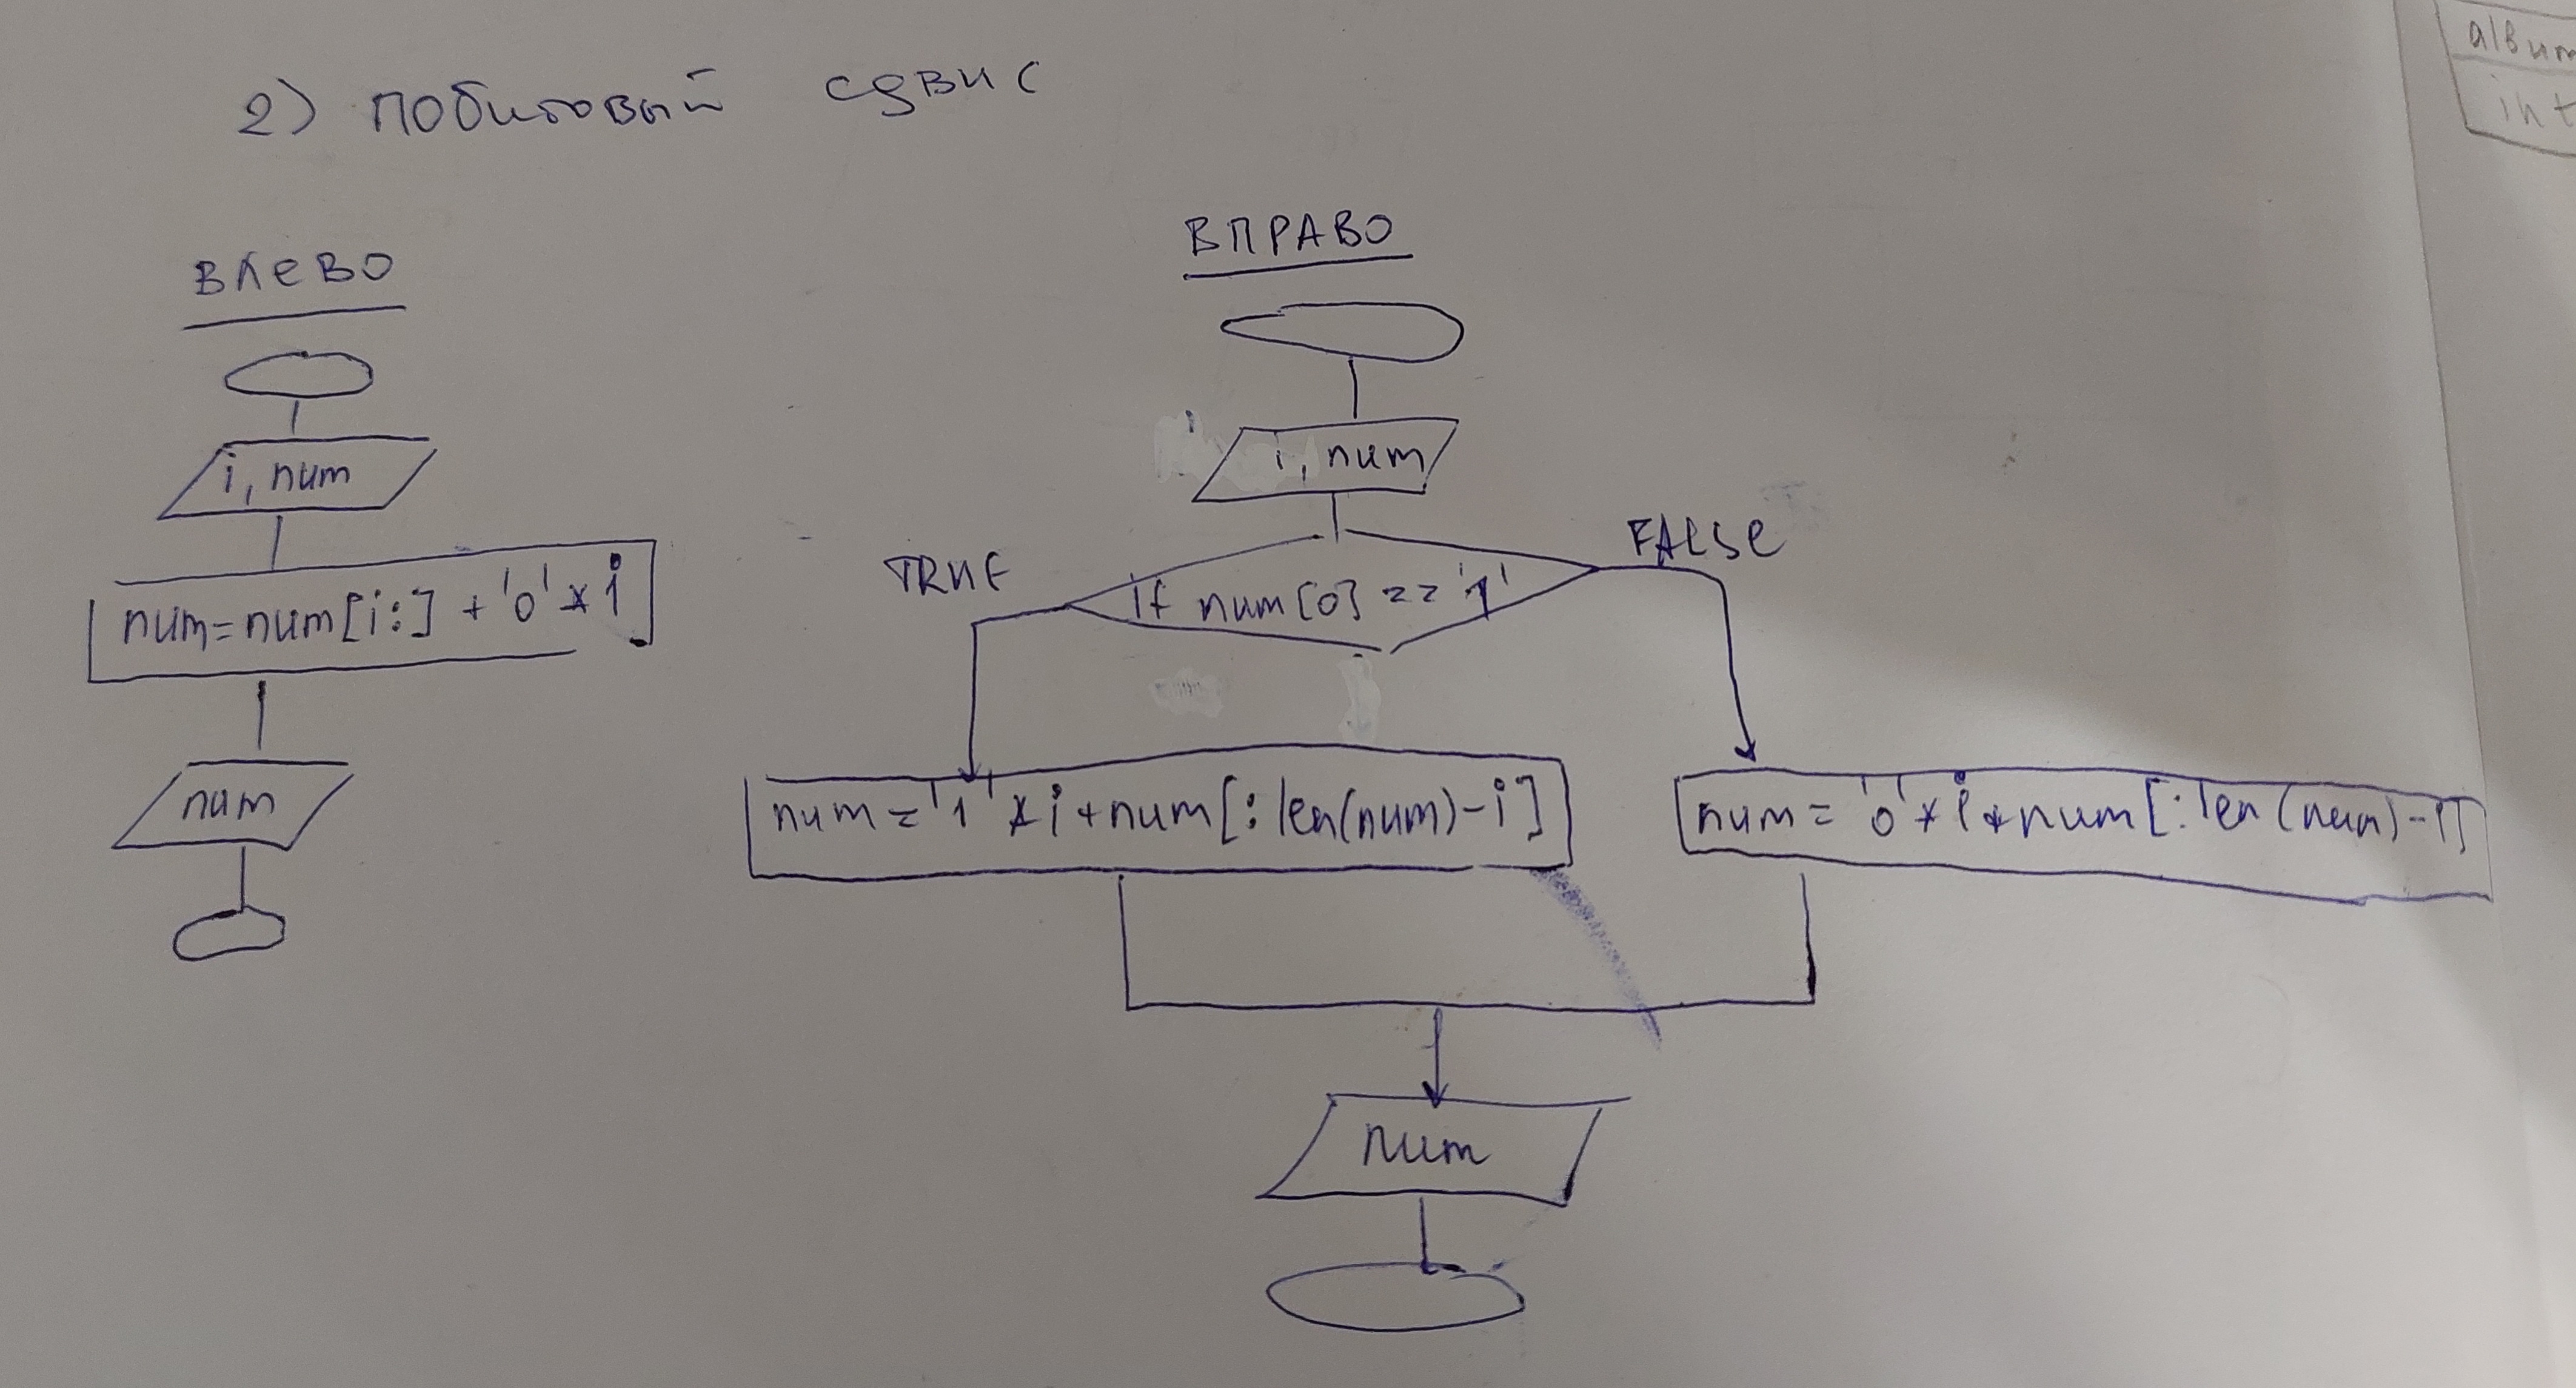 2) побитовый сдвиг
ВЛЕВО
i, num
num=num[i:] + '0' * i
num
ВПРАВО
i, num
if num[0] == '1'
TRUE
FALSE
num = '1' * i + num[: len(num)-i]
num = '0' * i + num[: len(num)-i]
num
album
int